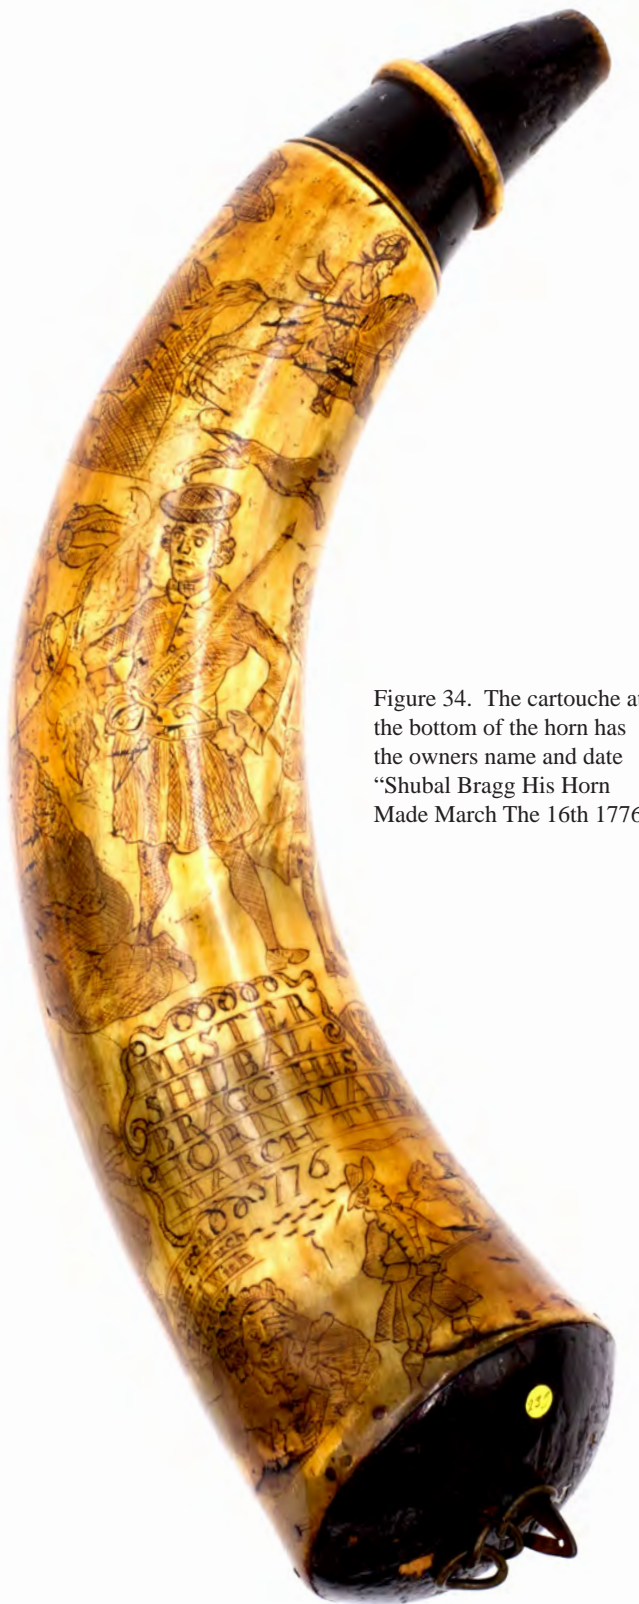 MISTER
SHUBAL
BRAGG HIS
HORN MADE
MARCH THE
1776
Figure 34. The cartouche at
the bottom of the horn has
the owners name and date
“Shubal Bragg His Horn
Made March The 16th 1776